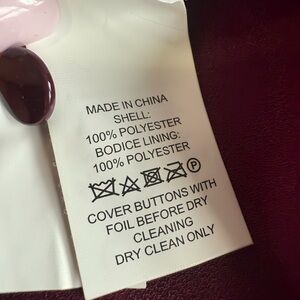 MADE IN CHINA
SHELL:
100% POLYESTER
BODICE LINING:
100% POLYESTER
P
COVER BUTTONS WITH
FOIL BEFORE DRY
CLEANING
DRY CLEAN ONLY